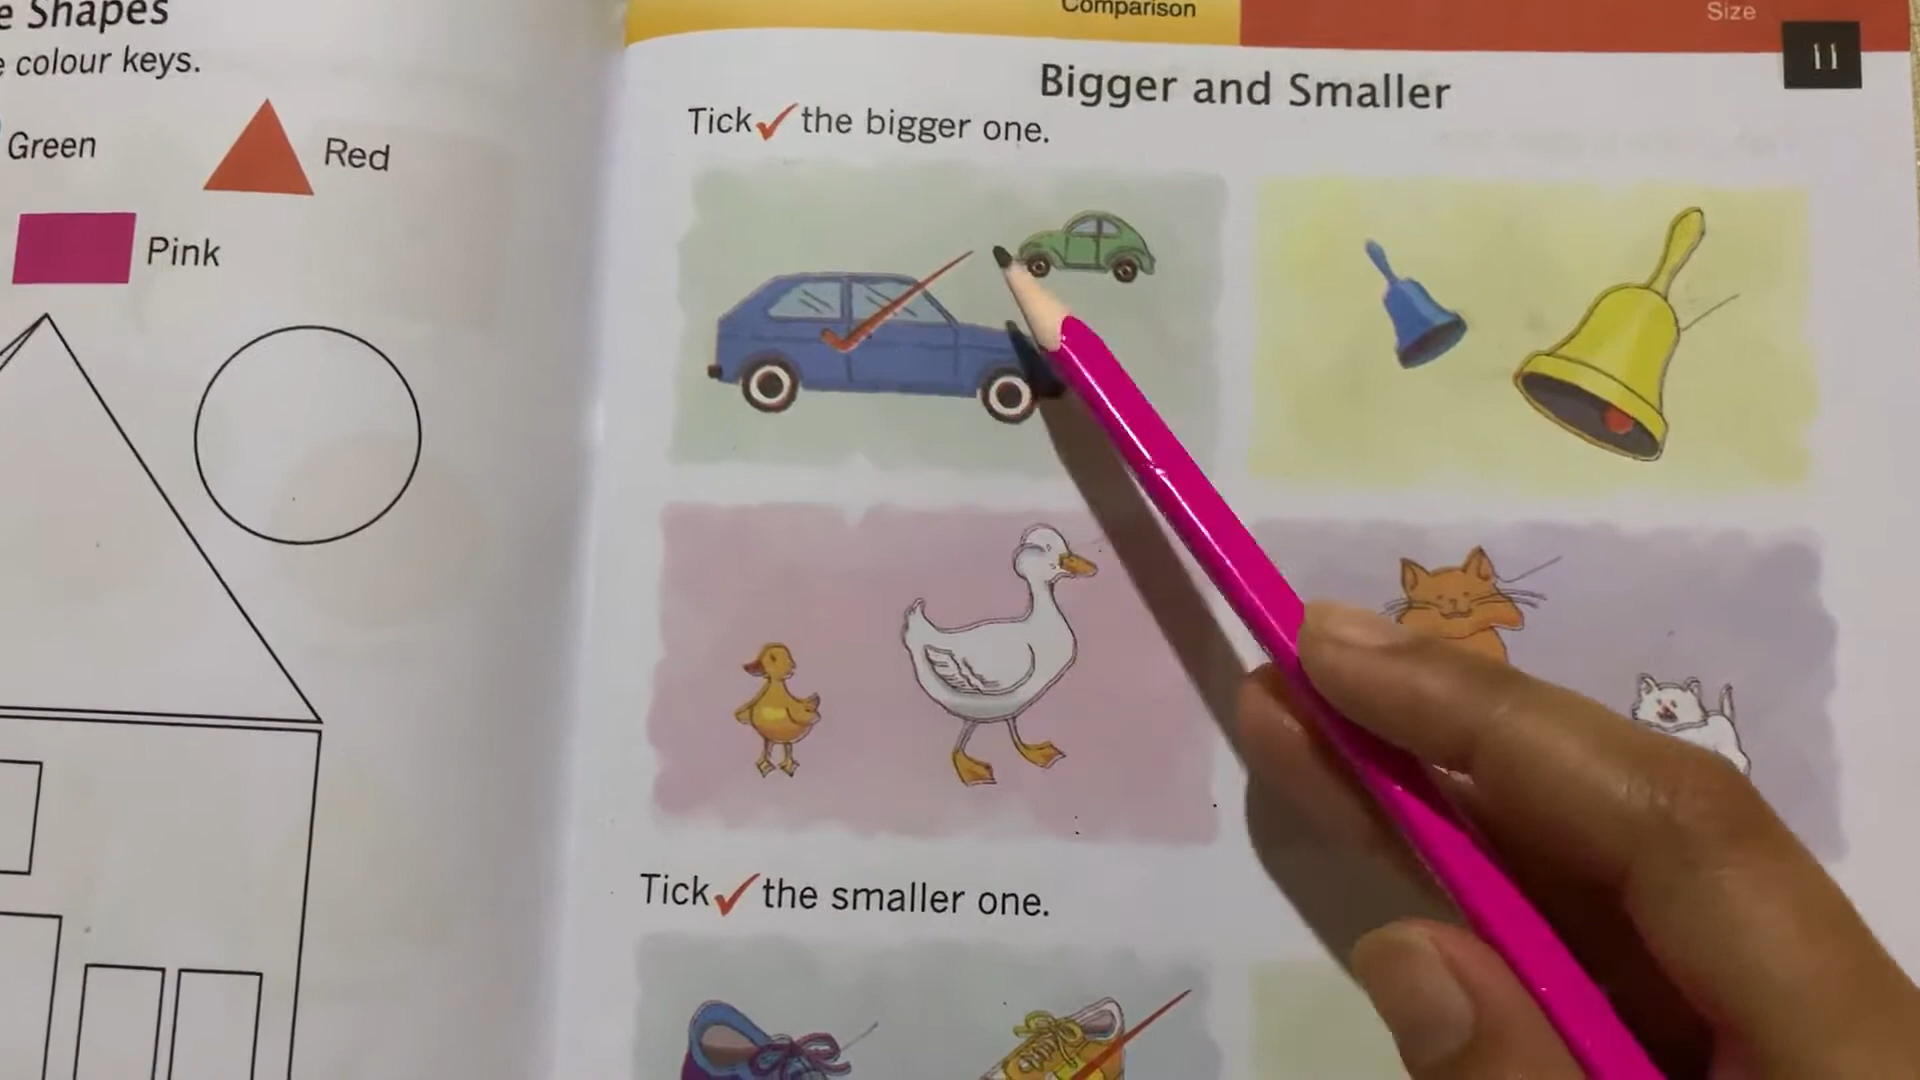 Shapes
colour keys.
Green
Red
Pink
Comparison
Size
11
Bigger and Smaller
Tick ✓ the bigger one.
Tick ✓ the smaller one.